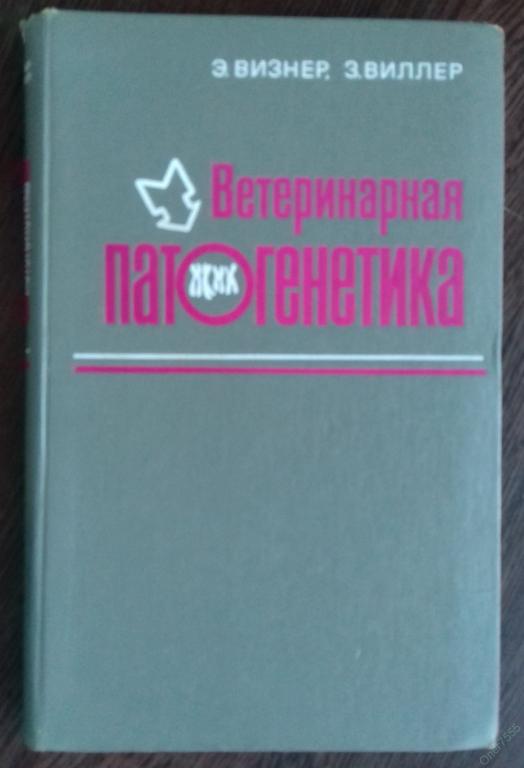 Э. ВИЗНЕР, З. ВИЛЛЕР
Ветеринарная
патогенетика